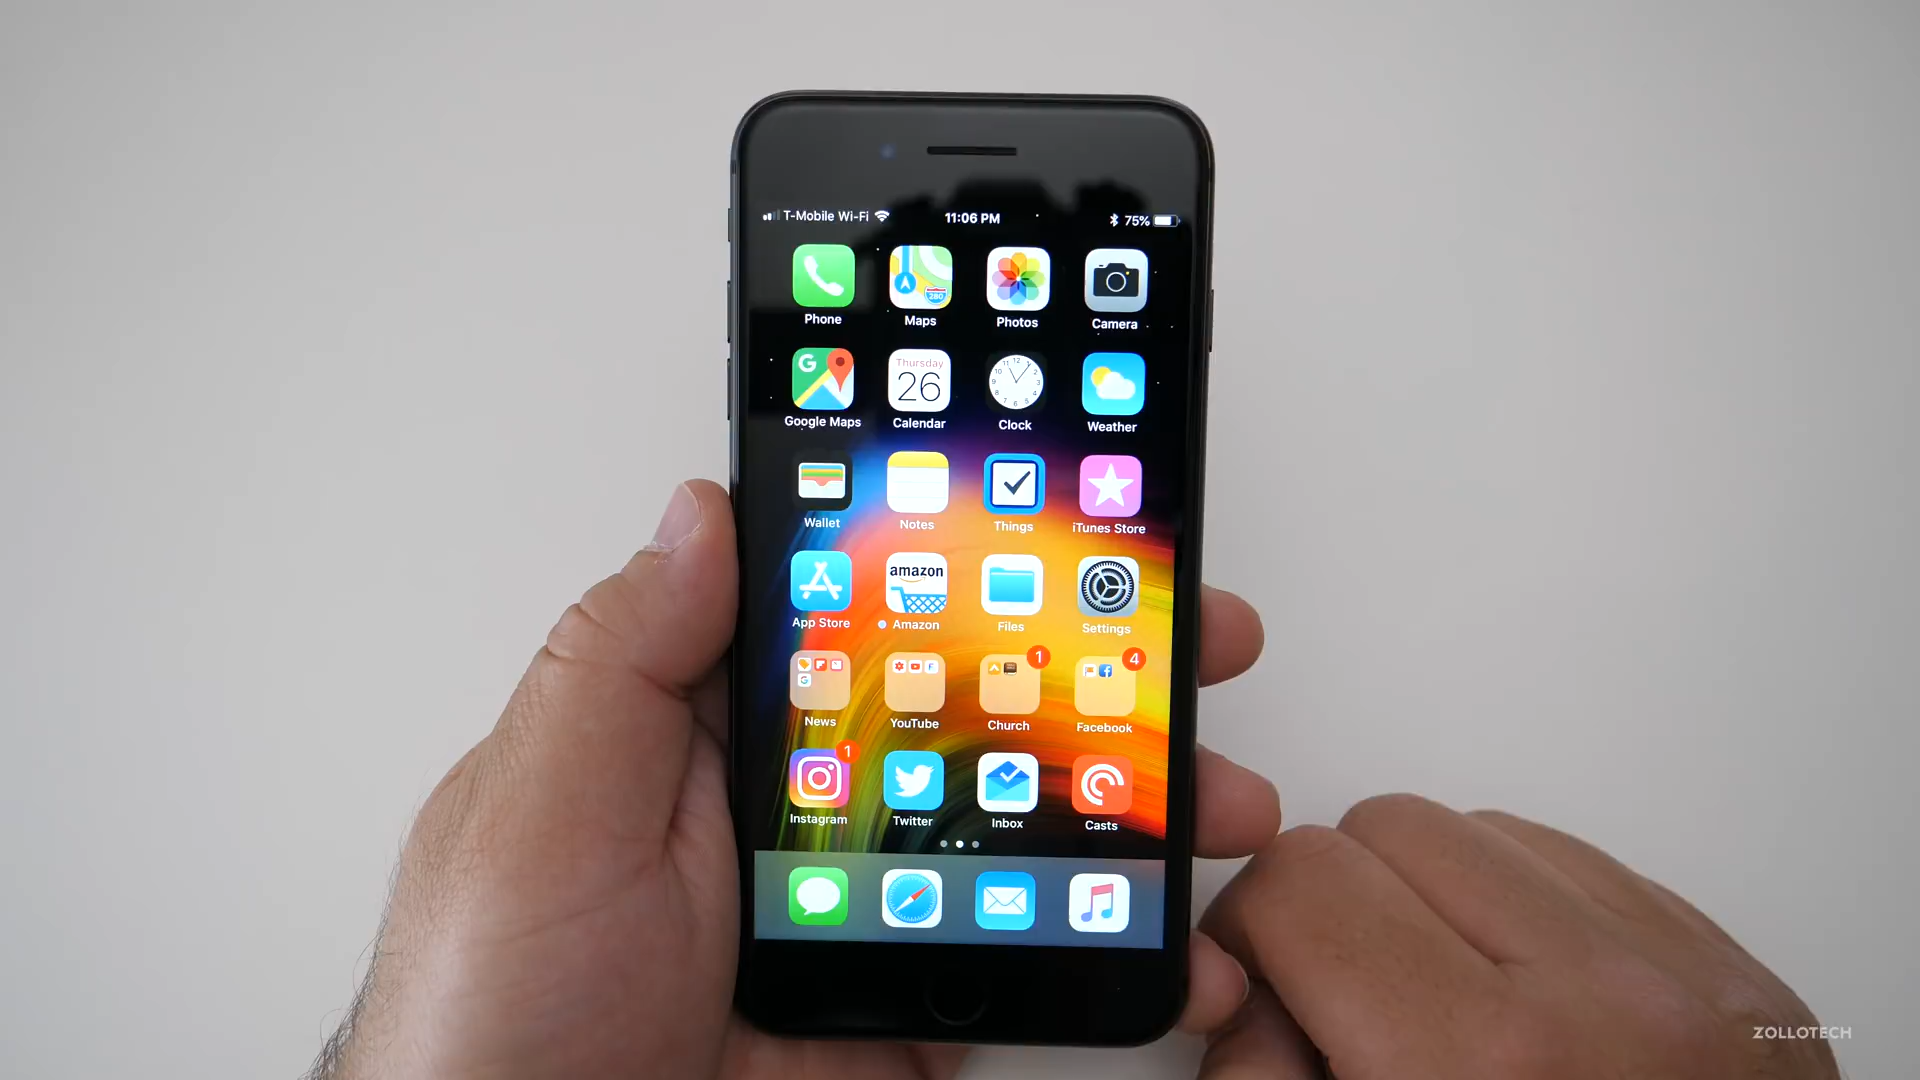 T-Mobile Wi-Fi 11:06 PM 75%
280
Phone Maps Photos Camera
G Thursday
26
Google Maps Calendar Clock Weather
Wallet Notes Things iTunes Store
amazon
App Store Amazon Files Settings
1 4
News YouTube Church Facebook
1
Instagram Twitter Inbox Casts
ZOLLOTECH